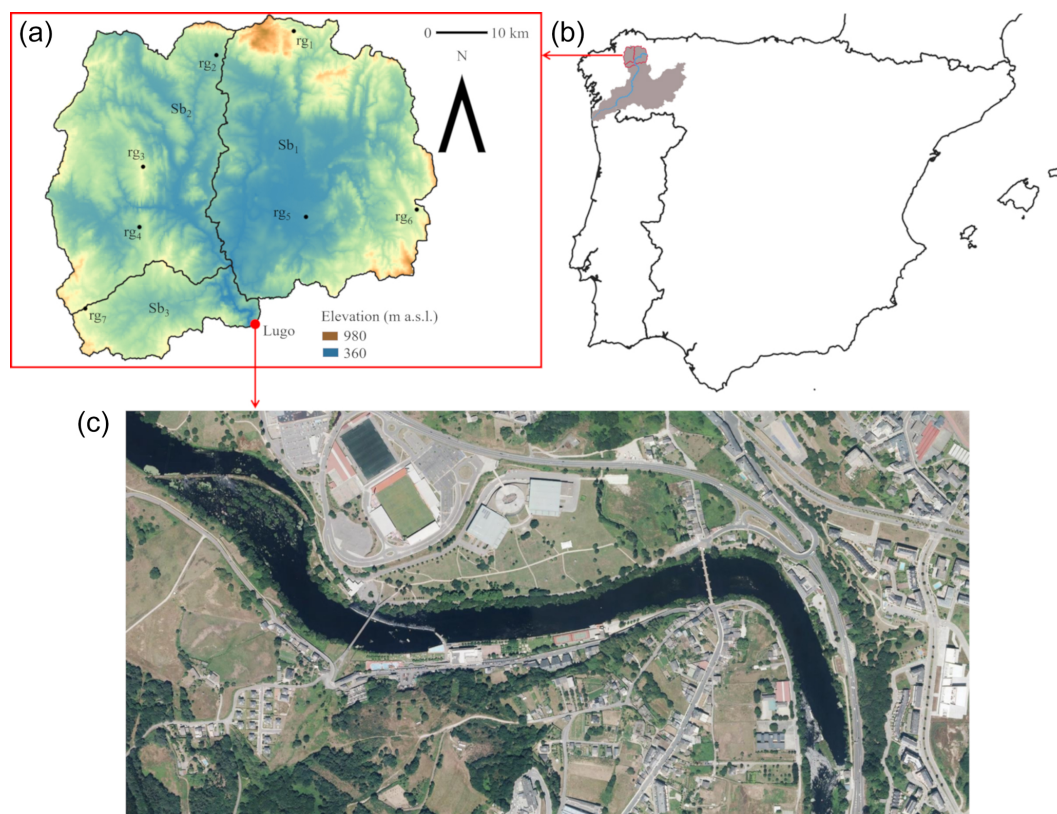 (a)
0 10 km
N
rg1
rg2
Sb2
Sb1
rg3
rg5
rg6
rg4
Sb3
rg7
Lugo
Elevation (m a.s.l.)
980
360
(b)
(c)